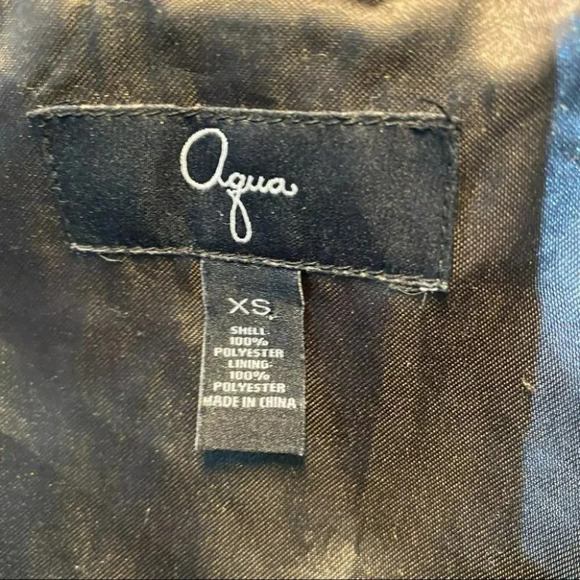 Aqua
XS
SHELL:
100%
POLYESTER
LINING:
100%
POLYESTER
MADE IN CHINA